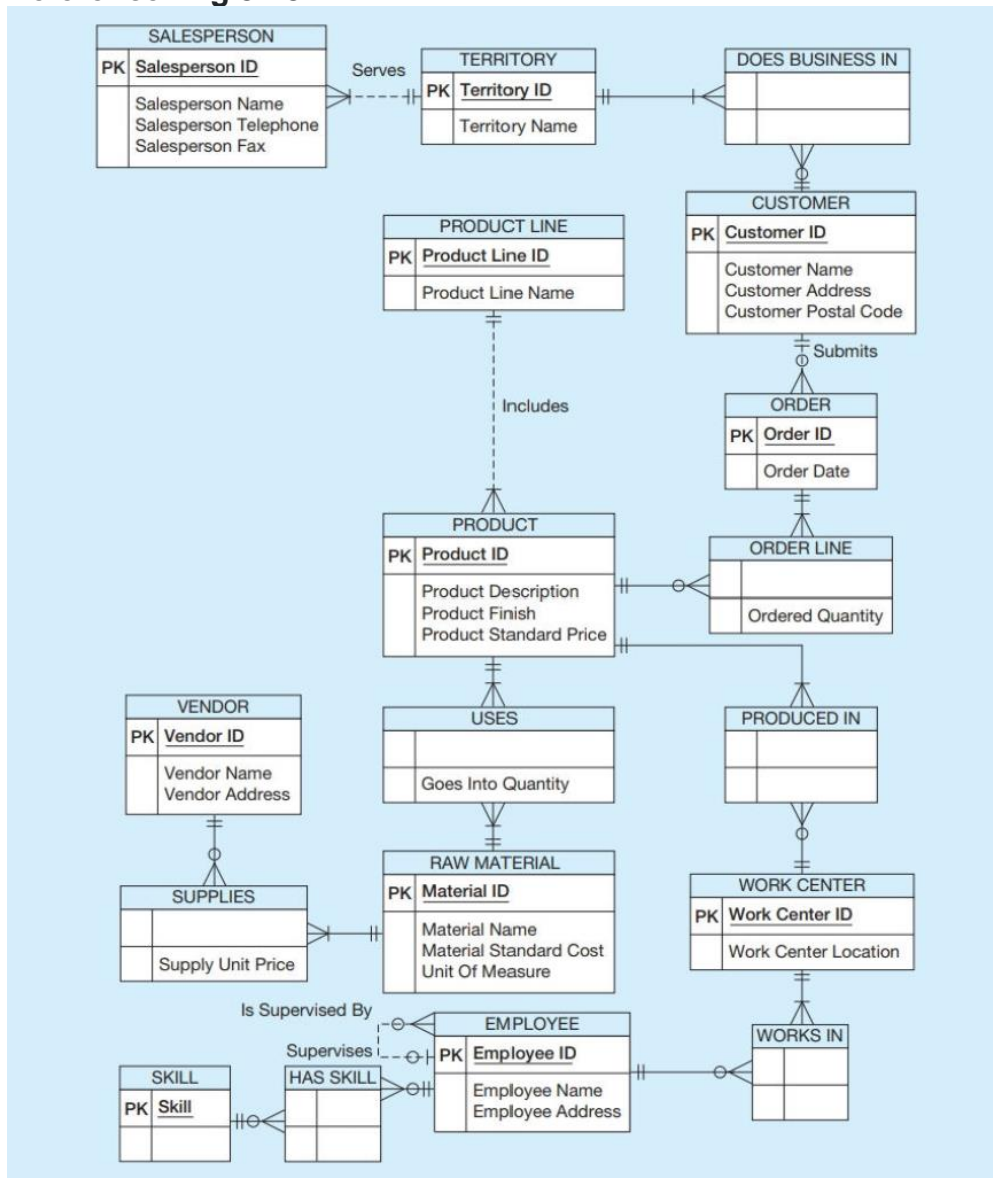 SALESPERSON
PK Salesperson ID
Salesperson Name
Salesperson Telephone
Salesperson Fax
Serves
TERRITORY
PK Territory ID
Territory Name
DOES BUSINESS IN
CUSTOMER
PK Customer ID
Customer Name
Customer Address
Customer Postal Code
PRODUCT LINE
PK Product Line ID
Product Line Name
Submits
Includes
ORDER
PK Order ID
Order Date
PRODUCT
PK Product ID
Product Description
Product Finish
Product Standard Price
ORDER LINE
Ordered Quantity
VENDOR
PK Vendor ID
Vendor Name
Vendor Address
USES
Goes Into Quantity
PRODUCED IN
RAW MATERIAL
PK Material ID
Material Name
Material Standard Cost
Unit Of Measure
SUPPLIES
Supply Unit Price
WORK CENTER
PK Work Center ID
Work Center Location
Is Supervised By
Supervises
EMPLOYEE
PK Employee ID
Employee Name
Employee Address
WORKS IN
SKILL
PK Skill
HAS SKILL